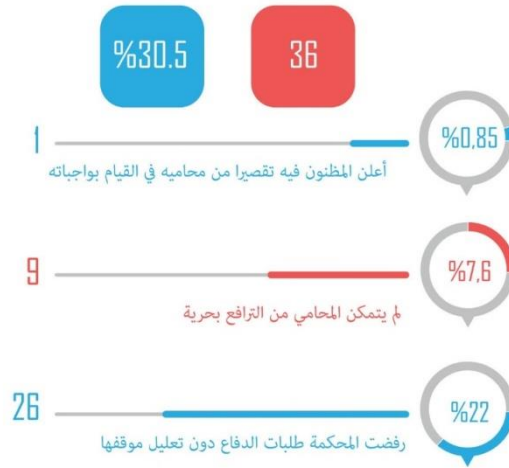 36
%30.5
%0,85
1
أعلن المظنون فيه تقصيرا من محاميه في القيام بواجباته
%7,6
9
لم يتمكن المحامي من الترافع بحرية
%22
26
رفضت المحكمة طلبات الدفاع دون تعليل موقفها